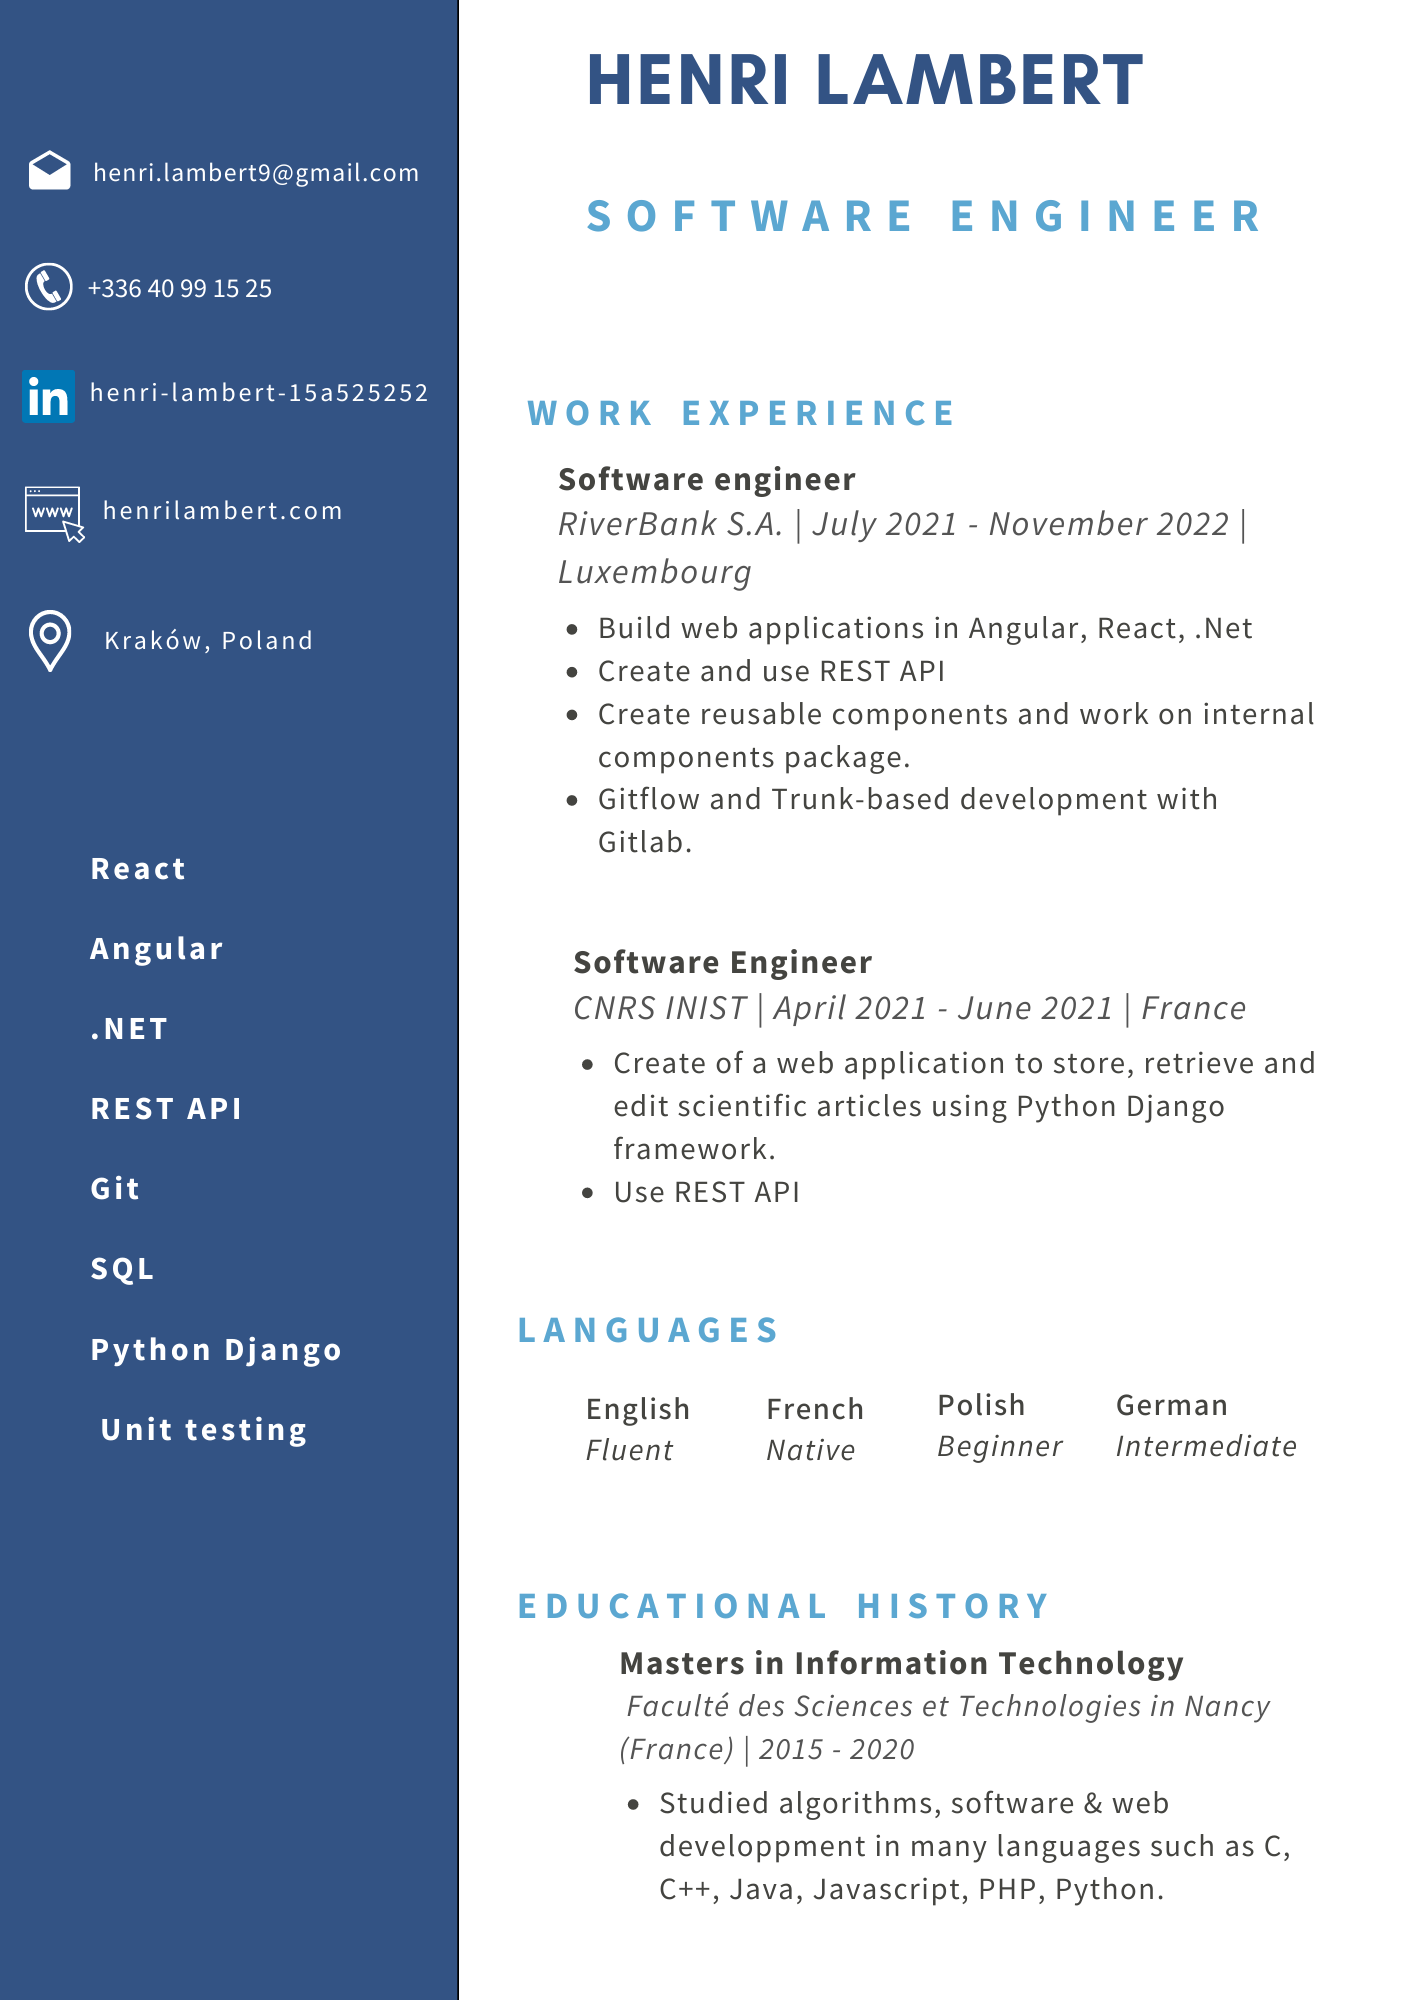 henri.lambert9@gmail.com
+336 40 99 15 25
in
henri-lambert-15a525252
www
henrilambert.com
Kraków, Poland
React
Angular
.NET
REST API
Git
SQL
Python Django
Unit testing
HENRI LAMBERT
SOFTWARE ENGINEER
WORK EXPERIENCE
Software engineer
RiverBank S.A. | July 2021 - November 2022 |
Luxembourg
• Build web applications in Angular, React, .Net
• Create and use REST API
• Create reusable components and work on internal
components package.
• Gitflow and Trunk-based development with
Gitlab.
Software Engineer
CNRS INIST | April 2021 - June 2021 | France
• Create of a web application to store, retrieve and
edit scientific articles using Python Django
framework.
• Use REST API
LANGUAGES
English
Fluent
French
Native
Polish
Beginner
German
Intermediate
EDUCATIONAL HISTORY
Masters in Information Technology
Faculté des Sciences et Technologies in Nancy
(France) | 2015 - 2020
• Studied algorithms, software & web
developpment in many languages such as C,
C++, Java, Javascript, PHP, Python.